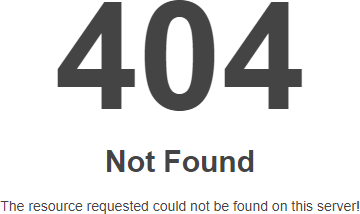 404
Not Found
The resource requested could not be found on this server!